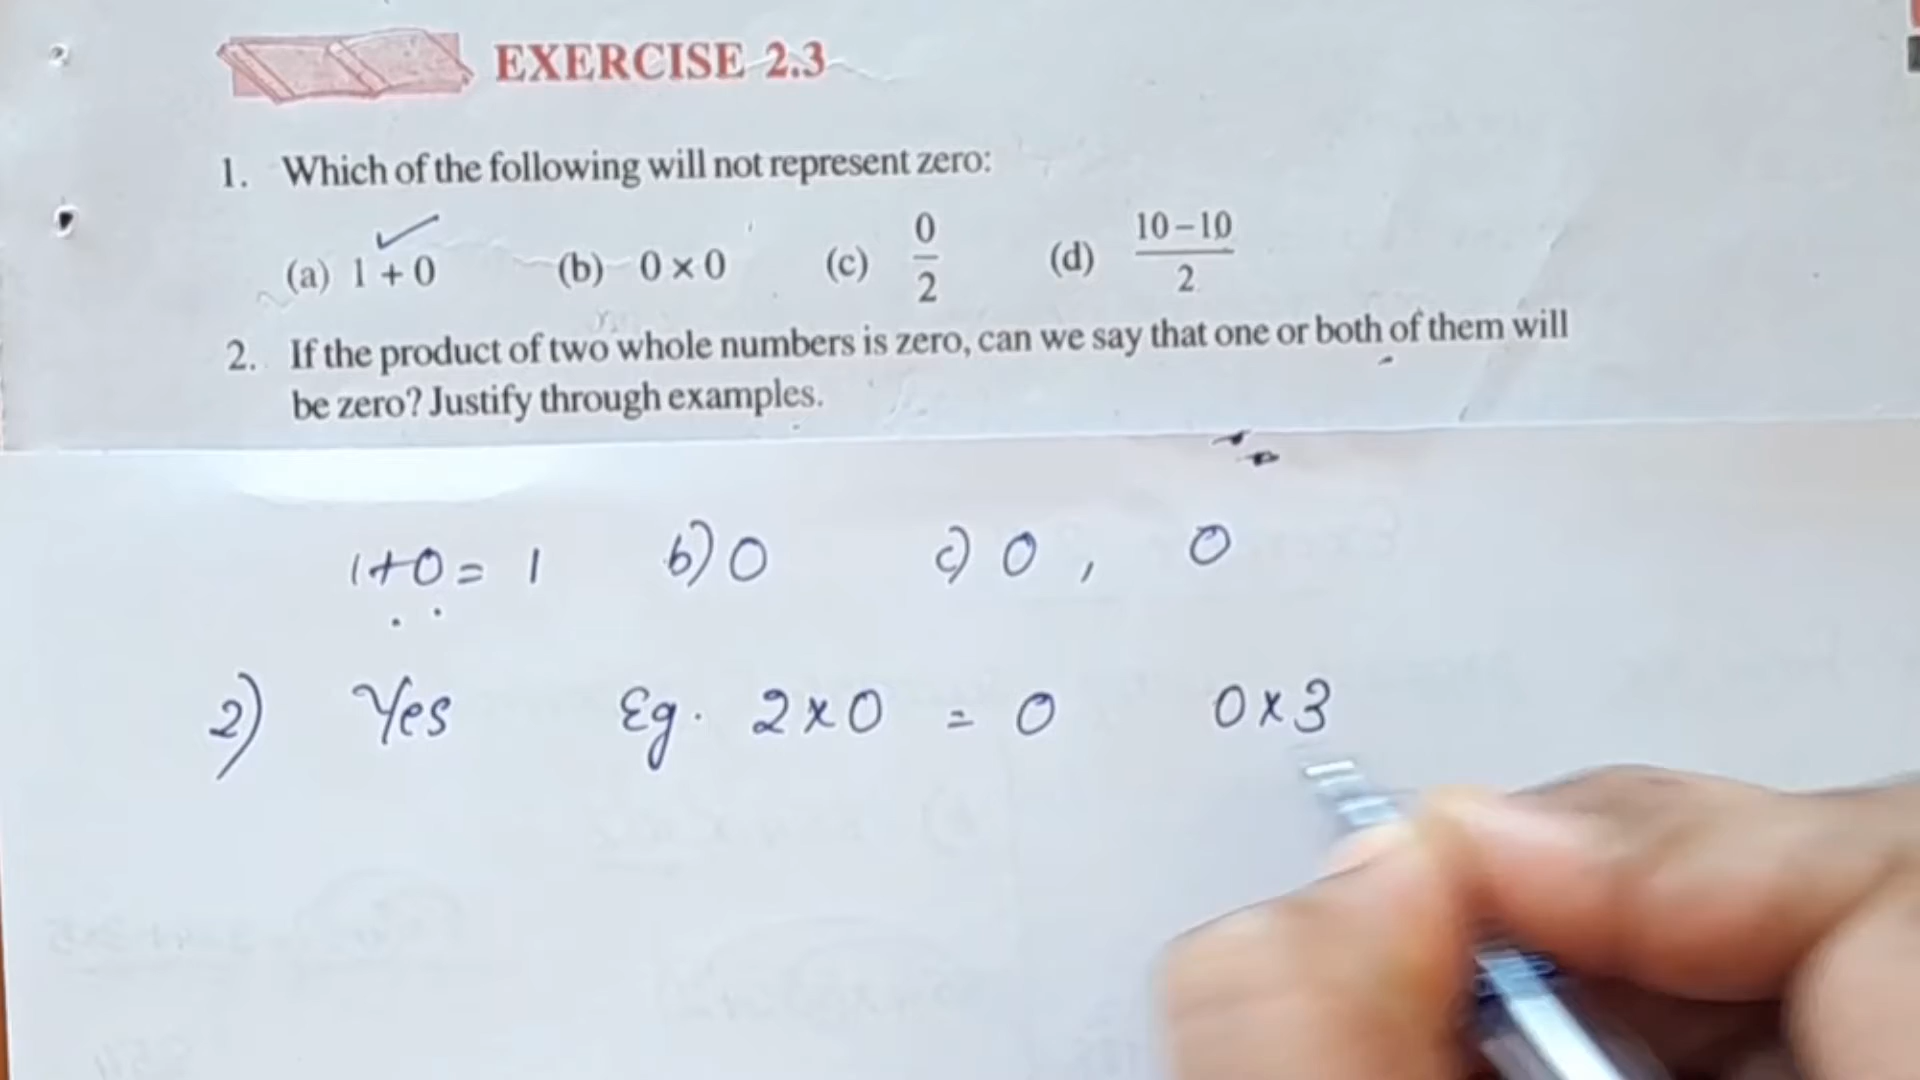 EXERCISE 2.3
1. Which of the following will not represent zero:
(a) 1 + 0 (b) 0 × 0 (c) 0/2 (d) 10 – 10/2
2. If the product of two whole numbers is zero, can we say that one or both of them will
be zero? Justify through examples.
1+0 = 1 b) 0 c) 0 , 0
2) Yes Eg. 2 × 0 = 0 0 × 3